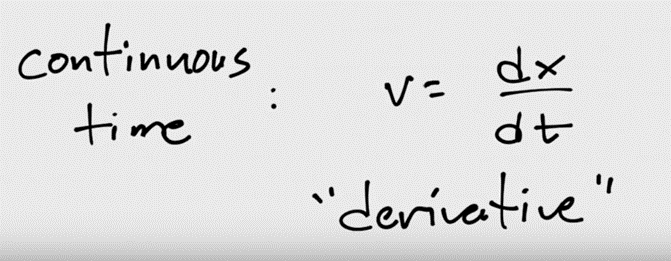 continuous
time : v = dx/dt
"derivative"